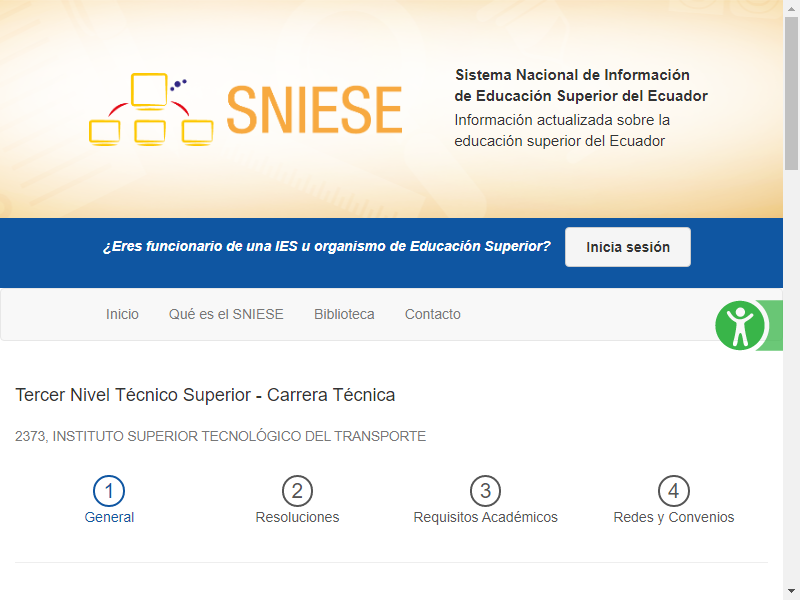 SNIESE
Sistema Nacional de Información
de Educación Superior del Ecuador
Información actualizada sobre la
educación superior del Ecuador
¿Eres funcionario de una IES u organismo de Educación Superior?
Inicia sesión
Inicio
Qué es el SNIESE
Biblioteca
Contacto
Tercer Nivel Técnico Superior - Carrera Técnica
2373, INSTITUTO SUPERIOR TECNOLÓGICO DEL TRANSPORTE
1
General
2
Resoluciones
3
Requisitos Académicos
4
Redes y Convenios